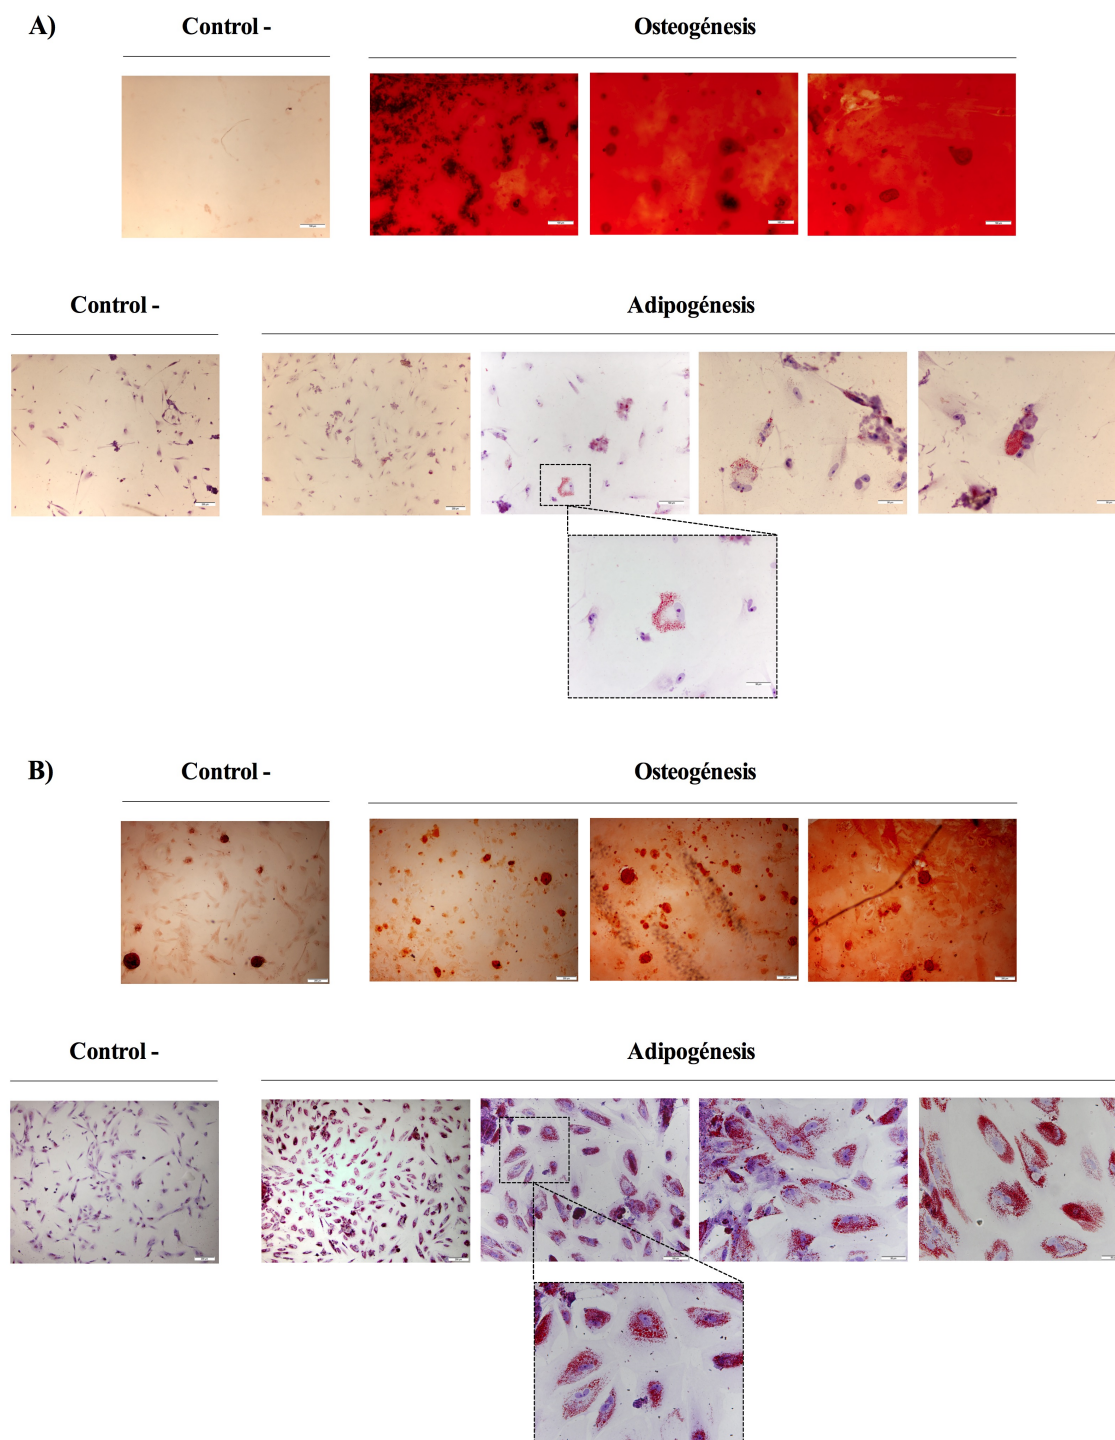 A)
Control -
Osteogénesis
Control -
Adipogénesis
B)
Control -
Osteogénesis
Control -
Adipogénesis